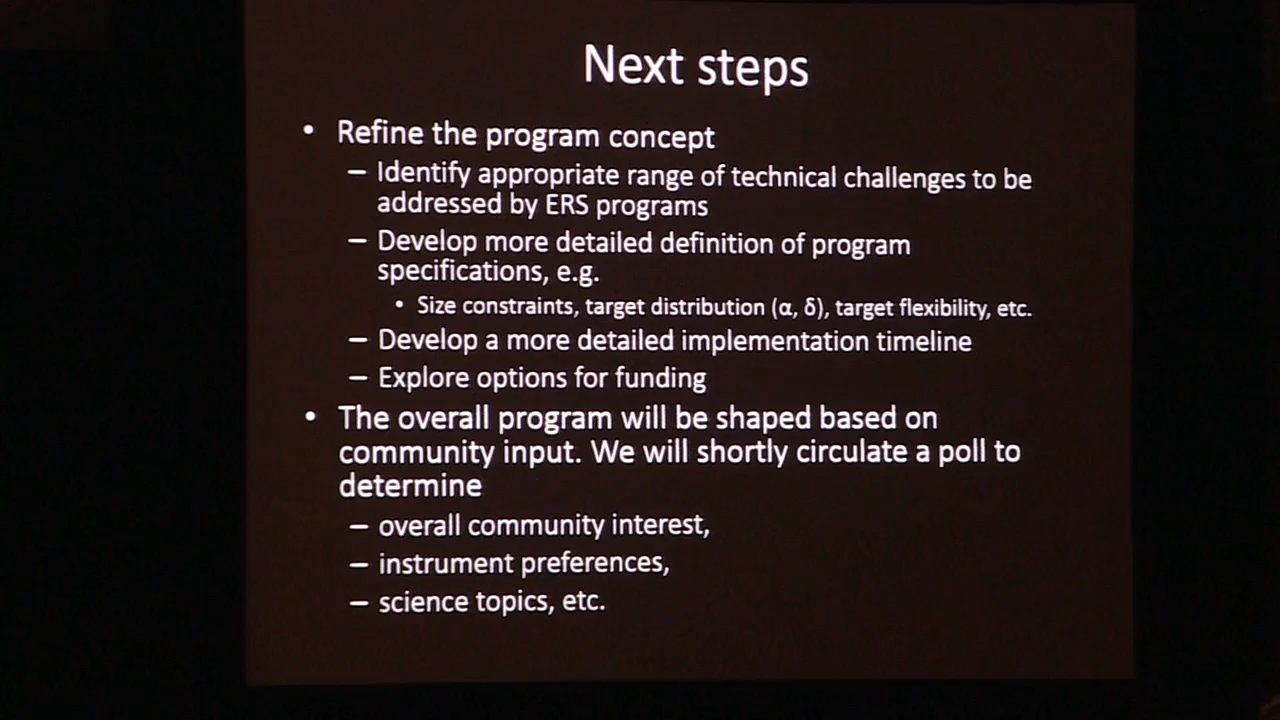 Next steps
• Refine the program concept
– Identify appropriate range of technical challenges to be
addressed by ERS programs
– Develop more detailed definition of program
specifications, e.g.
• Size constraints, target distribution (α, δ), target flexibility, etc.
– Develop a more detailed implementation timeline
– Explore options for funding
• The overall program will be shaped based on
community input. We will shortly circulate a poll to
determine
– overall community interest,
– instrument preferences,
– science topics, etc.